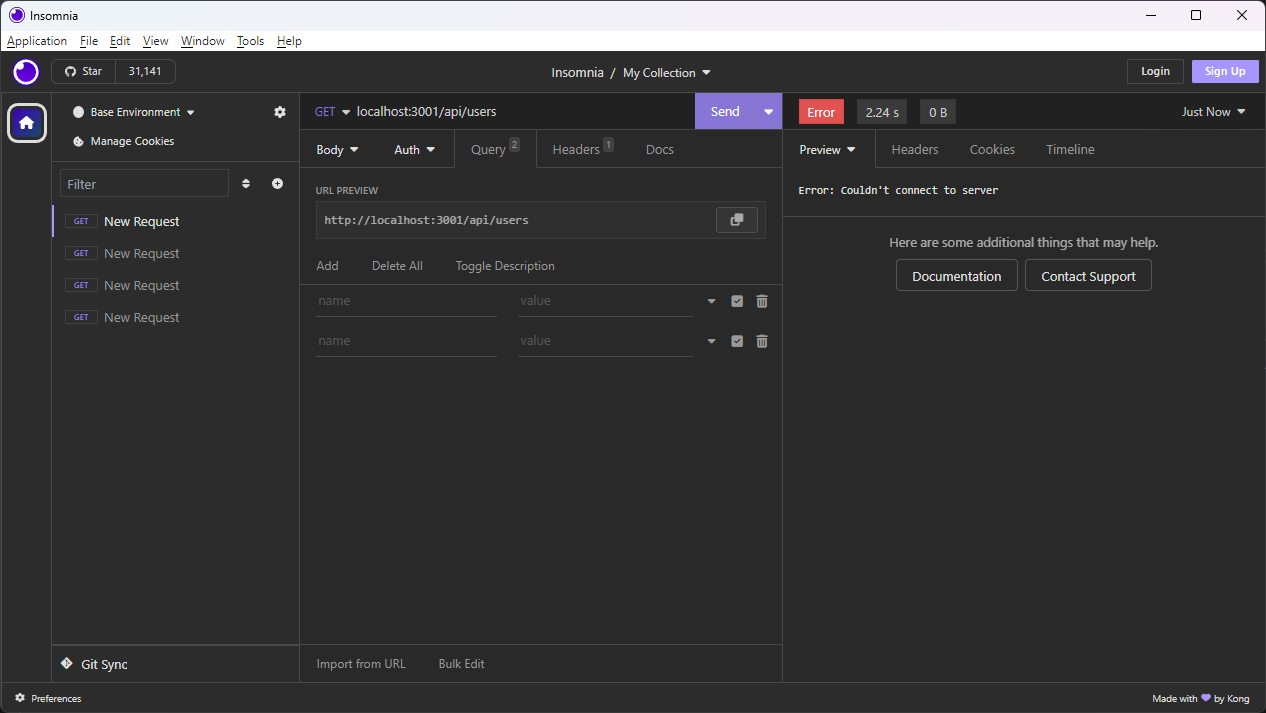 Insomnia
Application File Edit View Window Tools Help
Star 31,141
Insomnia / My Collection
Login Sign Up
Base Environment
Manage Cookies
Filter
GET New Request
GET New Request
GET New Request
GET New Request
Git Sync
GET localhost:3001/api/users Send
Body Auth Query 2 Headers 1 Docs
URL PREVIEW
http://localhost:3001/api/users
Add Delete All Toggle Description
name value
name value
Import from URL Bulk Edit
Error 2.24 s 0 B Just Now
Preview Headers Cookies Timeline
Error: Couldn't connect to server
Here are some additional things that may help.
Documentation Contact Support
Preferences
Made with by Kong